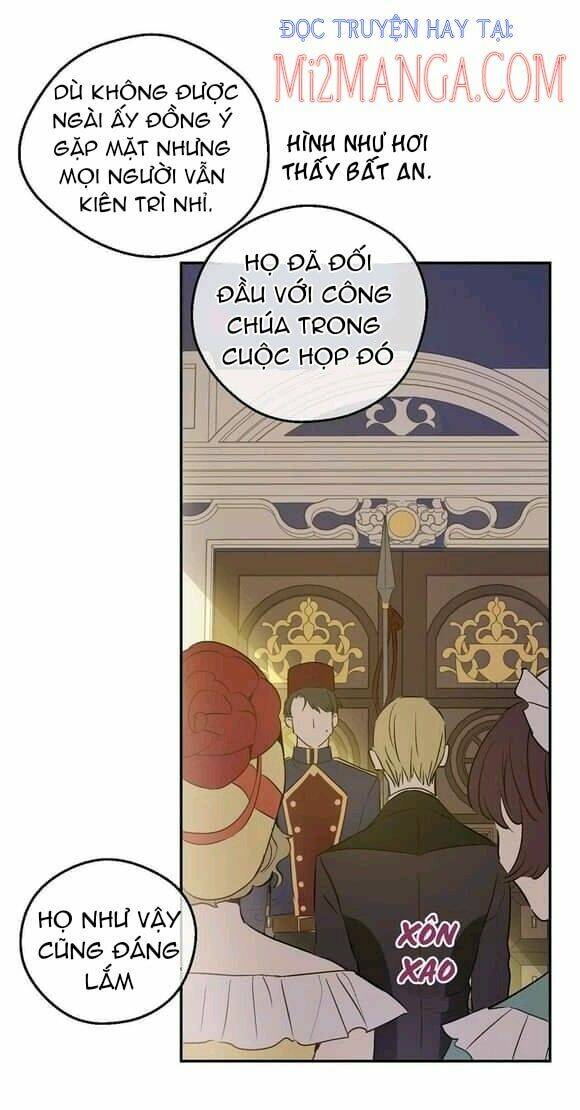 ĐỌC TRUYỆN HAY TẠI:
MI2MANGA.COM
DÙ KHÔNG ĐƯỢC
NGÀI ẤY ĐỒNG Ý
GẶP MẶT NHƯNG
MỌI NGƯỜI VẪN
KIÊN TRÌ NHỈ.
HÌNH NHƯ HƠI
THẤY BẤT AN.
HỌ ĐÃ ĐỐI
ĐẦU VỚI CÔNG
CHÚA TRONG
CUỘC HỌP ĐÓ
HỌ NHƯ VẬY
CŨNG ĐÁNG
LẮM
XÔN
XAO